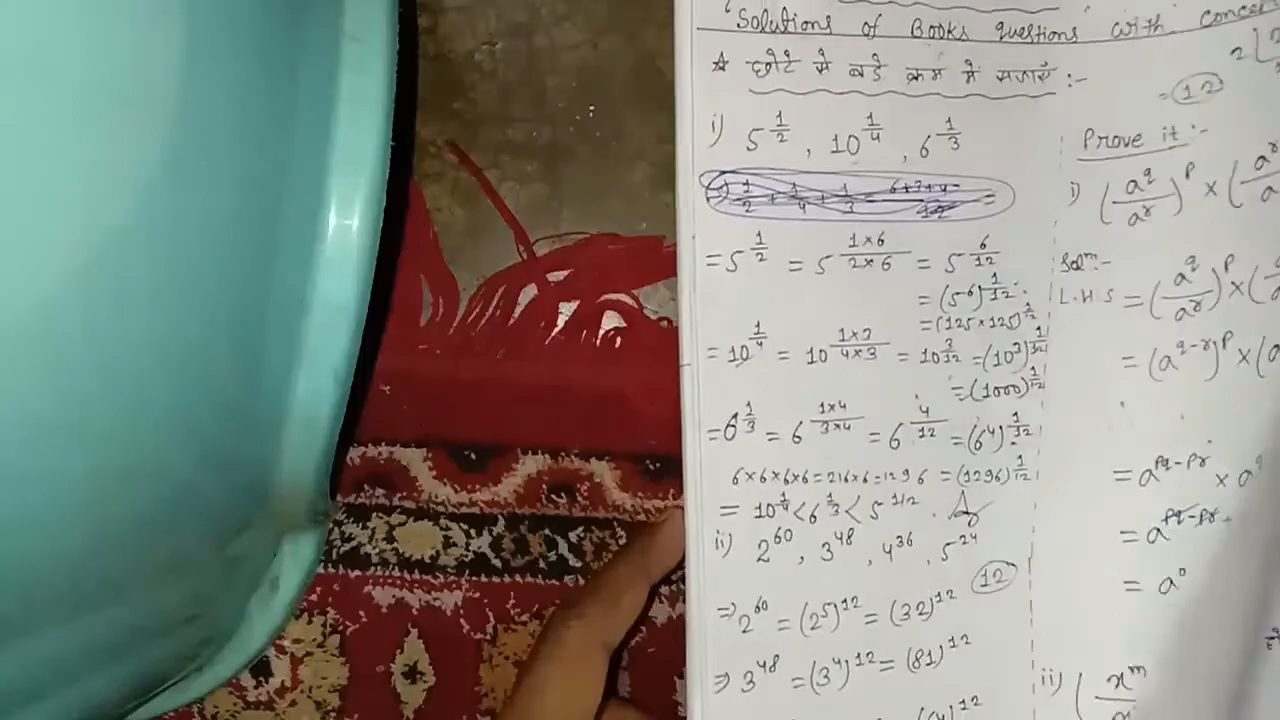 Solutions of Books questions with concer
☆ छोटे से बड़े क्रम में सजाएं :-
i) 5^{1/2}, 10^{1/4}, 6^{1/3}
= 5^{1/2} = 5^{1×6/2×6} = 5^{6/12}
= (5^6)^{1/12}
= (125×125)^{1/12}
= 10^{1/4} = 10^{1×3/4×3} = 10^{3/12} = (10^3)^{1/12}
= (1000)^{1/12}
= 6^{1/3} = 6^{1×4/3×4} = 6^{4/12} = (6^4)^{1/12}
6×6×6×6=216×6=1296 = (1296)^{1/12}
= 10^{1/4} < 6^{1/3} < 5^{1/2}.
ii) 2^{60}, 3^{48}, 4^{36}, 5^{24}
12
⇒ 2^{60} = (2^5)^{12} = (32)^{12}
⇒ 3^{48} = (3^4)^{12} = (81)^{12}
= 12
Prove it :-
i) (a^q/a^r)^p × (a^r/a
Sol^n:-
L.H.S = (a^q/a^r)^p × (
= (a^{q-r})^p × (a
= a^{pq-pr} × a^q
= a^{pq-pr}
= a^0
ii) (x^m